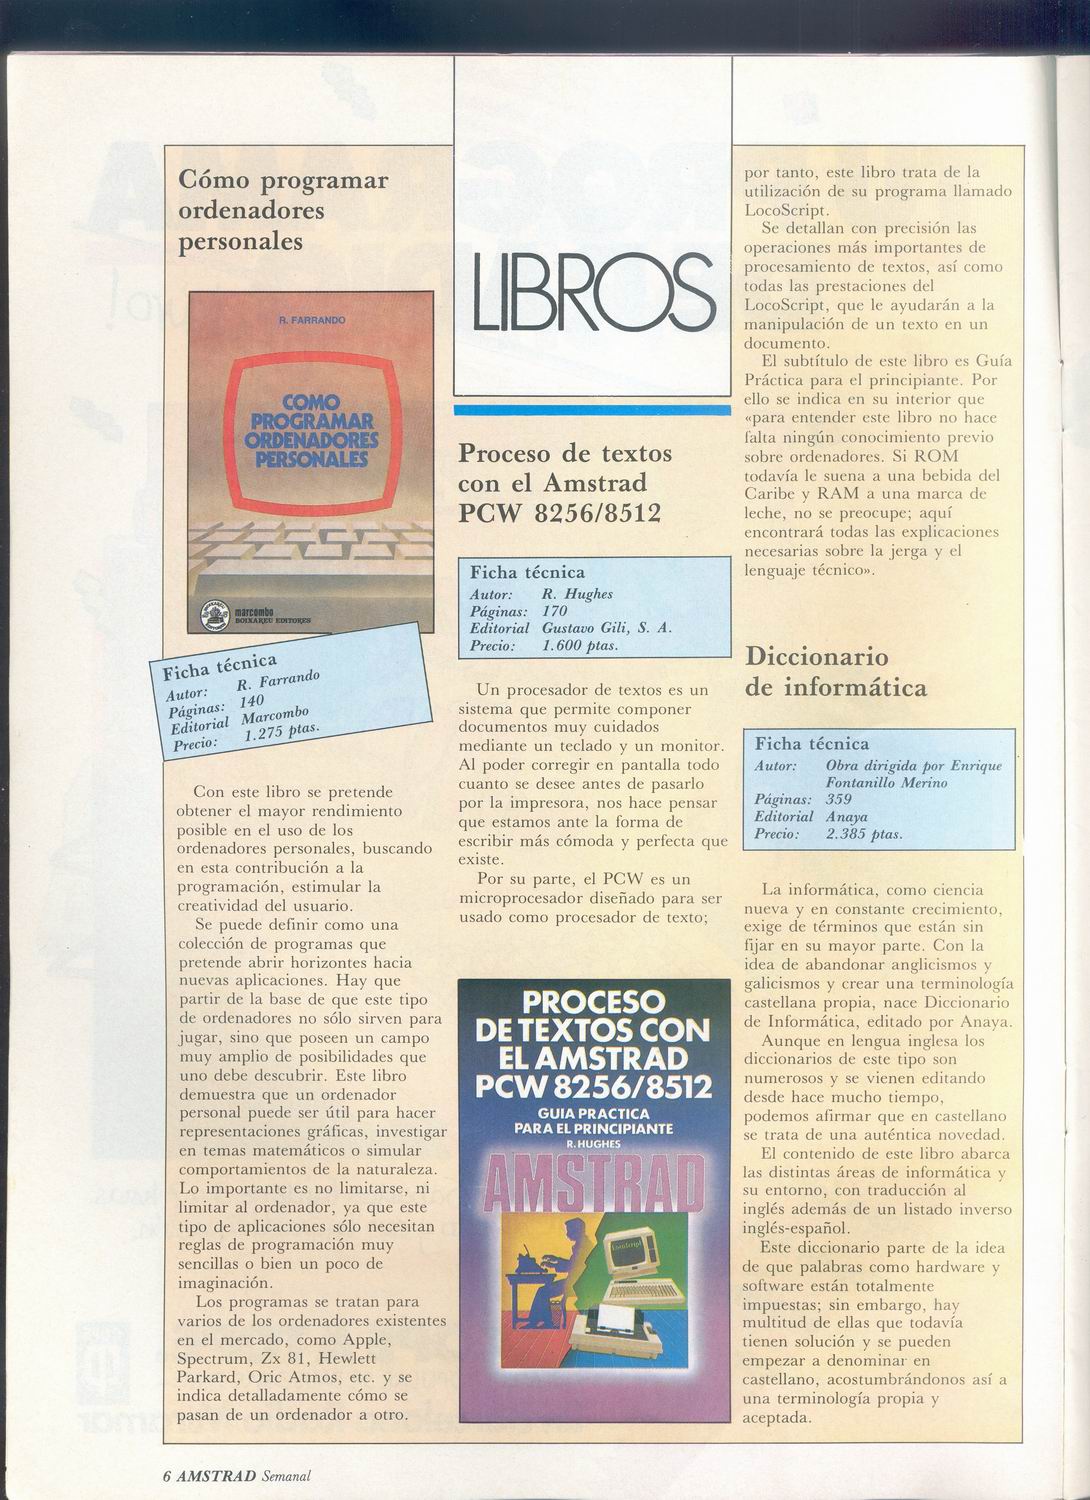 Cómo programar
ordenadores
personales
R. FARRANDO
COMO
PROGRAMAR
ORDENADORES
PERSONALES
marcombo
BOIXAREU EDITORES
Ficha técnica
Autor: R. Farrando
Páginas: 140
Editorial Marcombo
Precio: 1.275 ptas.
Con este libro se pretende
obtener el mayor rendimiento
posible en el uso de los
ordenadores personales, buscando
en esta contribución a la
programación, estimular la
creatividad del usuario.
Se puede definir como una
colección de programas que
pretende abrir horizontes hacia
nuevas aplicaciones. Hay que
partir de la base de que este tipo
de ordenadores no sólo sirven para
jugar, sino que poseen un campo
muy amplio de posibilidades que
uno debe descubrir. Este libro
demuestra que un ordenador
personal puede ser útil para hacer
representaciones gráficas, investigar
en temas matemáticos o simular
comportamientos de la naturaleza.
Lo importante es no limitarse, ni
limitar al ordenador, ya que este
tipo de aplicaciones sólo necesitan
reglas de programación muy
sencillas o bien un poco de
imaginación.
Los programas se tratan para
varios de los ordenadores existentes
en el mercado, como Apple,
Spectrum, Zx 81, Hewlett
Parkard, Oric Atmos, etc. y se
indica detalladamente cómo se
pasan de un ordenador a otro.
LIBROS
Proceso de textos
con el Amstrad
PCW 8256/8512
Ficha técnica
Autor: R. Hughes
Páginas: 170
Editorial Gustavo Gili, S. A.
Precio: 1.600 ptas.
Un procesador de textos es un
sistema que permite componer
documentos muy cuidados
mediante un teclado y un monitor.
Al poder corregir en pantalla todo
cuanto se desee antes de pasarlo
por la impresora, nos hace pensar
que estamos ante la forma de
escribir más cómoda y perfecta que
existe.
Por su parte, el PCW es un
microprocesador diseñado para ser
usado como procesador de texto;
PROCESO
DE TEXTOS CON
EL AMSTRAD
PCW 8256/8512
GUIA PRACTICA
PARA EL PRINCIPIANTE
R. HUGHES
AMSTRAD
LocoScript
por tanto, este libro trata de la
utilización de su programa llamado
LocoScript.
Se detallan con precisión las
operaciones más importantes de
procesamiento de textos, así como
todas las prestaciones del
LocoScript, que le ayudarán a la
manipulación de un texto en un
documento.
El subtítulo de este libro es Guía
Práctica para el principiante. Por
ello se indica en su interior que
«para entender este libro no hace
falta ningún conocimiento previo
sobre ordenadores. Si ROM
todavía le suena a una bebida del
Caribe y RAM a una marca de
leche, no se preocupe; aquí
encontrará todas las explicaciones
necesarias sobre la jerga y el
lenguaje técnico».
Diccionario
de informática
Ficha técnica
Autor: Obra dirigida por Enrique
Fontanillo Merino
Páginas: 359
Editorial Anaya
Precio: 2.385 ptas.
La informática, como ciencia
nueva y en constante crecimiento,
exige de términos que están sin
fijar en su mayor parte. Con la
idea de abandonar anglicismos y
galicismos y crear una terminología
castellana propia, nace Diccionario
de Informática, editado por Anaya.
Aunque en lengua inglesa los
diccionarios de este tipo son
numerosos y se vienen editando
desde hace mucho tiempo,
podemos afirmar que en castellano
se trata de una auténtica novedad.
El contenido de este libro abarca
las distintas áreas de informática y
su entorno, con traducción al
inglés además de un listado inverso
inglés-español.
Este diccionario parte de la idea
de que palabras como hardware y
software están totalmente
impuestas; sin embargo, hay
multitud de ellas que todavía
tienen solución y se pueden
empezar a denominar en
castellano, acostumbrándonos así a
una terminología propia y
aceptada.
6 AMSTRAD Semanal